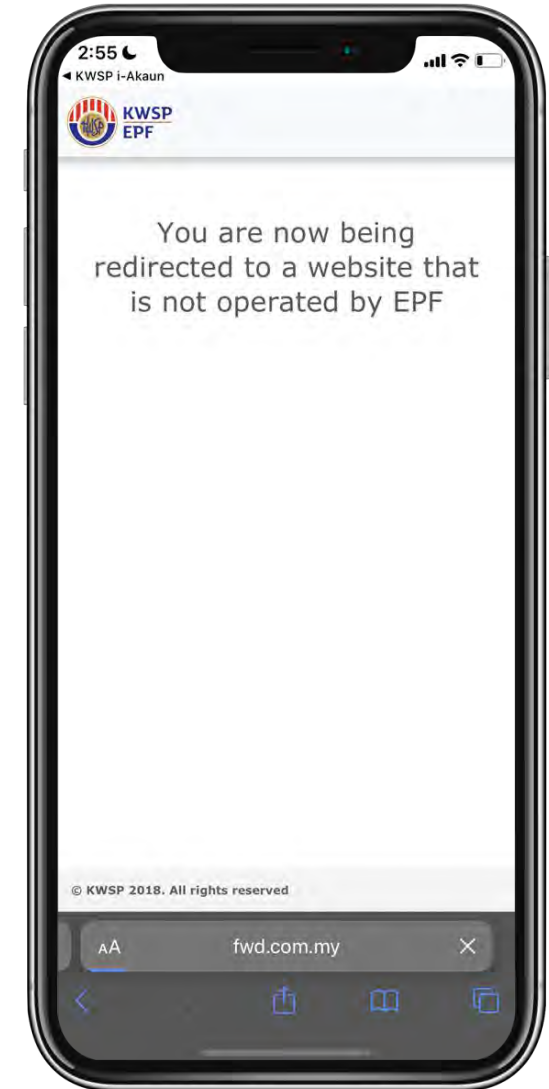 2:55
◀ KWSP i-Akaun
KWSP
EPF
You are now being
redirected to a website that
is not operated by EPF
© KWSP 2018. All rights reserved
AA
fwd.com.my